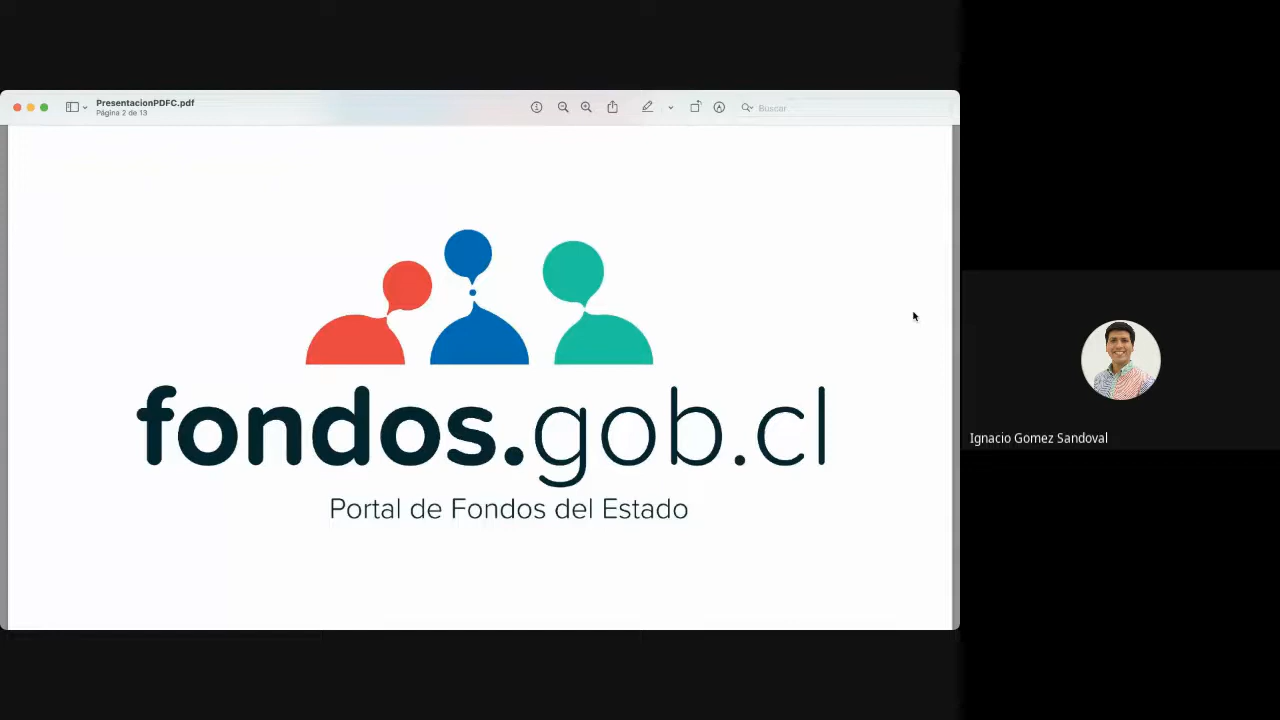 PresentacionPDFC.pdf
Página 2 de 13
Buscar
fondos.gob.cl
Portal de Fondos del Estado
Ignacio Gomez Sandoval